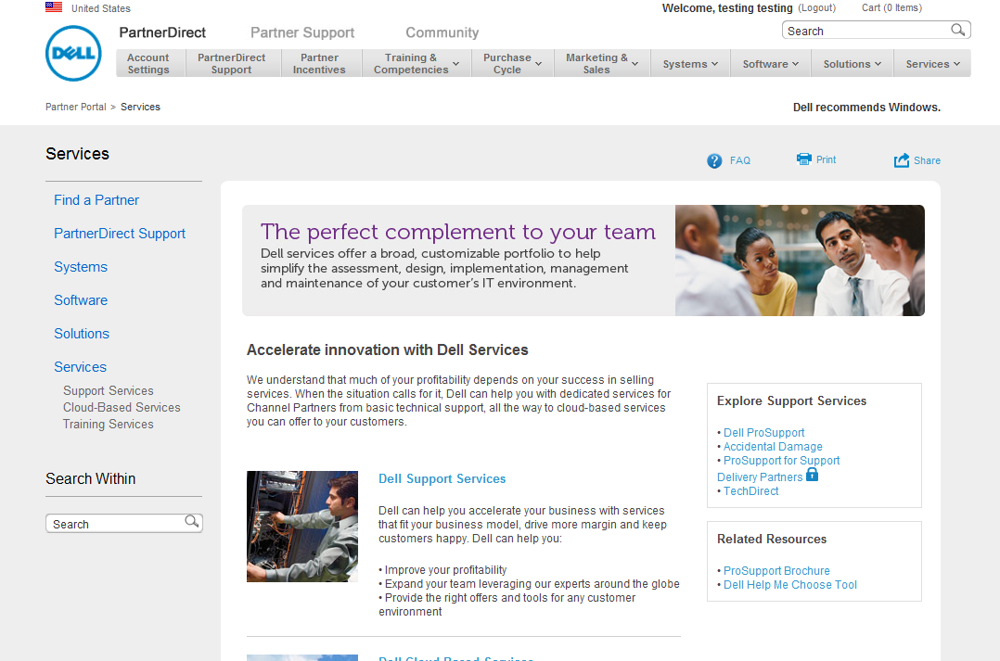 United States
Welcome, testing testing (Logout) Cart (0 Items)
DELL
PartnerDirect Partner Support Community
Search
Account Settings
PartnerDirect Support
Partner Incentives
Training & Competencies
Purchase Cycle
Marketing & Sales
Systems
Software
Solutions
Services
Partner Portal > Services
Dell recommends Windows.
Services
FAQ Print Share
Find a Partner
PartnerDirect Support
Systems
Software
Solutions
Services
Support Services
Cloud-Based Services
Training Services
Search Within
Search
The perfect complement to your team
Dell services offer a broad, customizable portfolio to help
simplify the assessment, design, implementation, management
and maintenance of your customer's IT environment.
Accelerate innovation with Dell Services
We understand that much of your profitability depends on your success in selling
services. When the situation calls for it, Dell can help you with dedicated services for
Channel Partners from basic technical support, all the way to cloud-based services
you can offer to your customers.
Dell Support Services
Dell can help you accelerate your business with services
that fit your business model, drive more margin and keep
customers happy. Dell can help you:
• Improve your profitability
• Expand your team leveraging our experts around the globe
• Provide the right offers and tools for any customer
environment
Dell Cloud Based Services
Explore Support Services
• Dell ProSupport
• Accidental Damage
• ProSupport for Support
Delivery Partners
• TechDirect
Related Resources
• ProSupport Brochure
• Dell Help Me Choose Tool